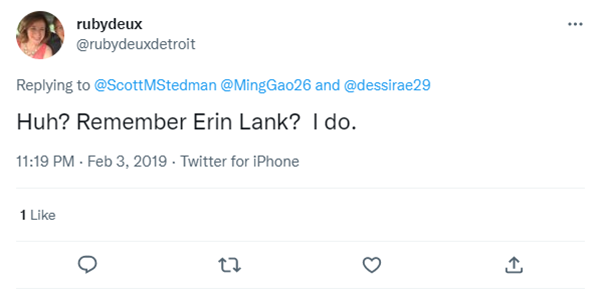 rubydeux
@rubydeuxdetroit
Replying to @ScottMStedman @MingGao26 and @dessirae29
Huh? Remember Erin Lank?  I do.
11:19 PM · Feb 3, 2019 · Twitter for iPhone
1 Like